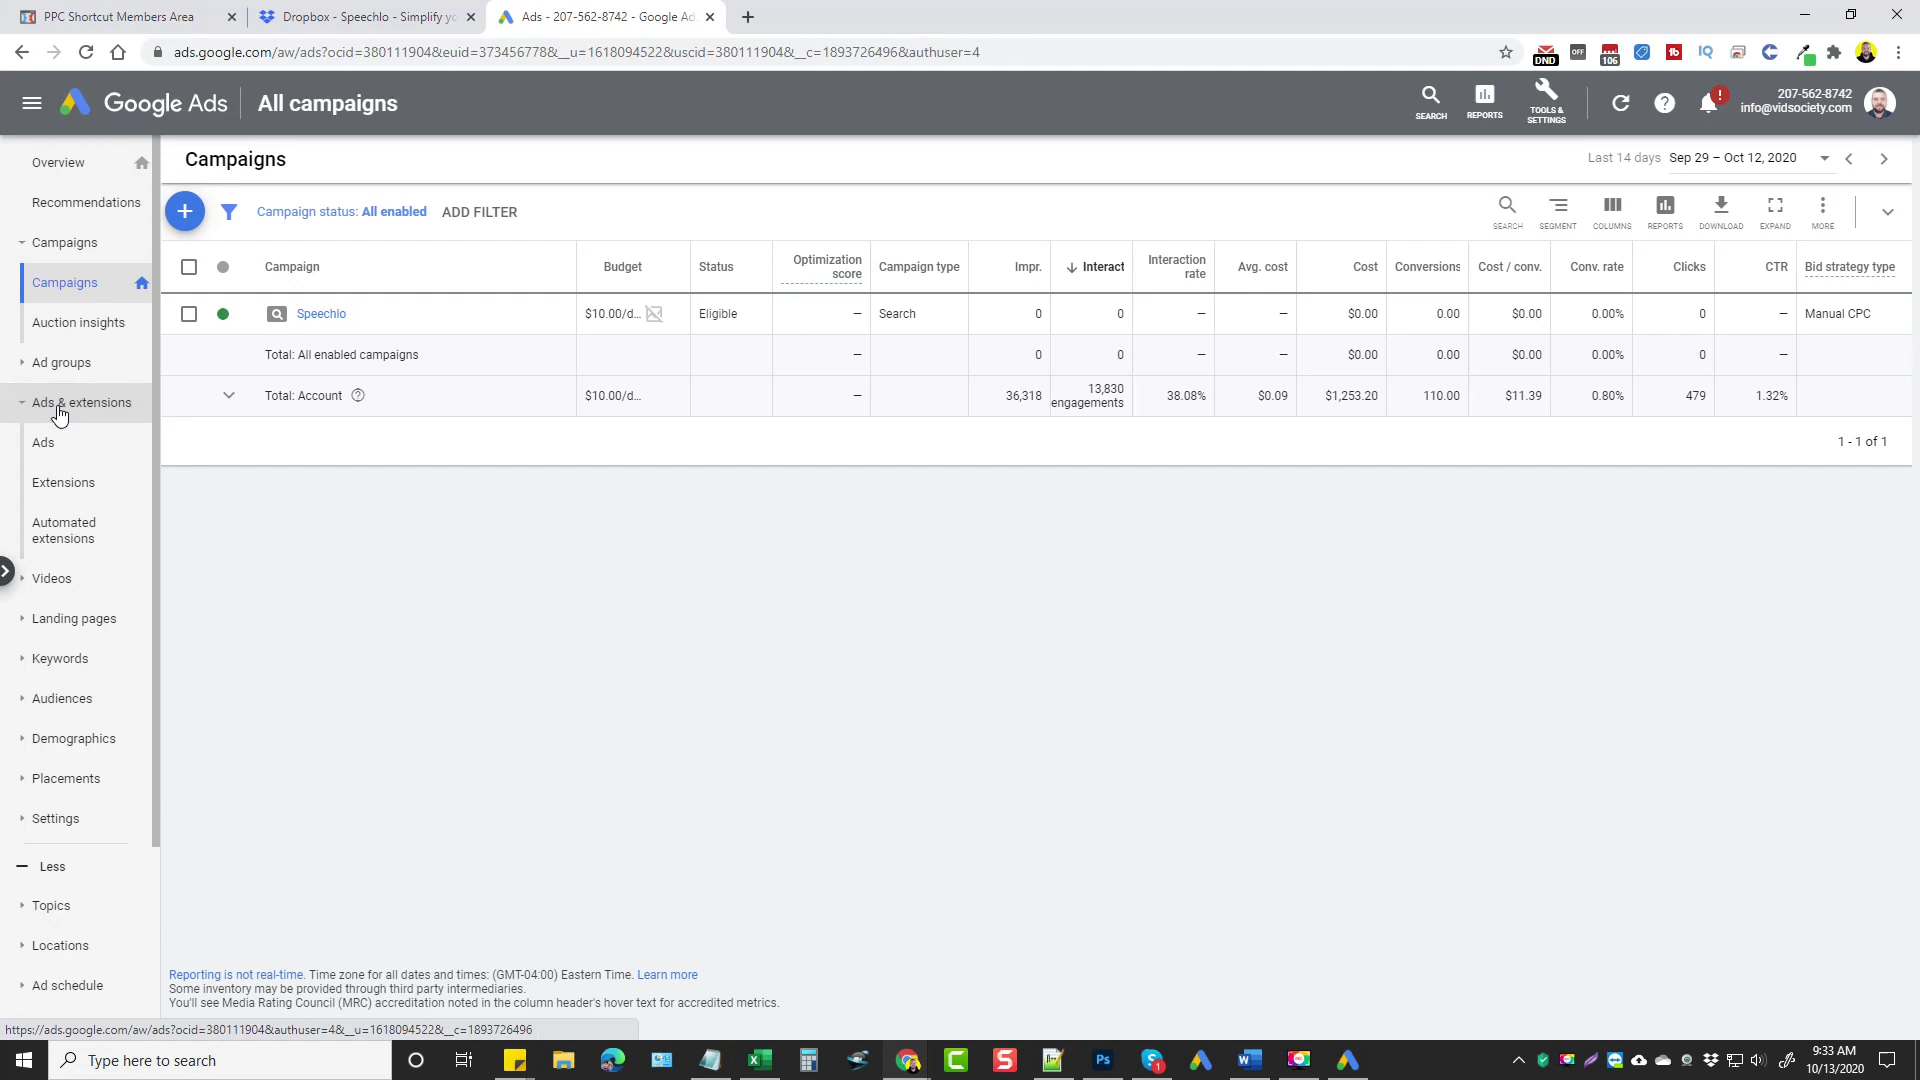 PPC Shortcut Members Area
Dropbox - Speechlo - Simplify yo
Ads - 207-562-8742 - Google Ad
ads.google.com/aw/ads?ocid=380111904&euid=373456778&__u=1618094522&uscid=380111904&__c=1893726496&authuser=4
DND
OFF
106
Google Ads
All campaigns
SEARCH
REPORTS
TOOLS & SETTINGS
207-562-8742
info@vidsociety.com
Overview
Recommendations
Campaigns
Campaigns
Auction insights
Ad groups
Ads & extensions
Ads
Extensions
Automated
extensions
Videos
Landing pages
Keywords
Audiences
Demographics
Placements
Settings
Less
Topics
Locations
Ad schedule
Campaigns
Last 14 days Sep 29 – Oct 12, 2020
Campaign status: All enabled ADD FILTER
SEARCH SEGMENT COLUMNS REPORTS DOWNLOAD EXPAND MORE
Campaign Budget Status Optimization score Campaign type Impr. Interact Interaction rate Avg. cost Cost Conversions Cost / conv. Conv. rate Clicks CTR Bid strategy type
Speechlo $10.00/d... Eligible – Search 0 0 – – $0.00 0.00 $0.00 0.00% 0 – Manual CPC
Total: All enabled campaigns – 0 0 – – $0.00 0.00 $0.00 0.00% 0 –
Total: Account $10.00/d... – 36,318 13,830 engagements 38.08% $0.09 $1,253.20 110.00 $11.39 0.80% 479 1.32%
1 - 1 of 1
Reporting is not real-time. Time zone for all dates and times: (GMT-04:00) Eastern Time. Learn more
Some inventory may be provided through third party intermediaries.
You'll see Media Rating Council (MRC) accreditation noted in the column header's hover text for accredited metrics.
https://ads.google.com/aw/ads?ocid=380111904&authuser=4&__u=1618094522&__c=1893726496
Type here to search
9:33 AM
10/13/2020